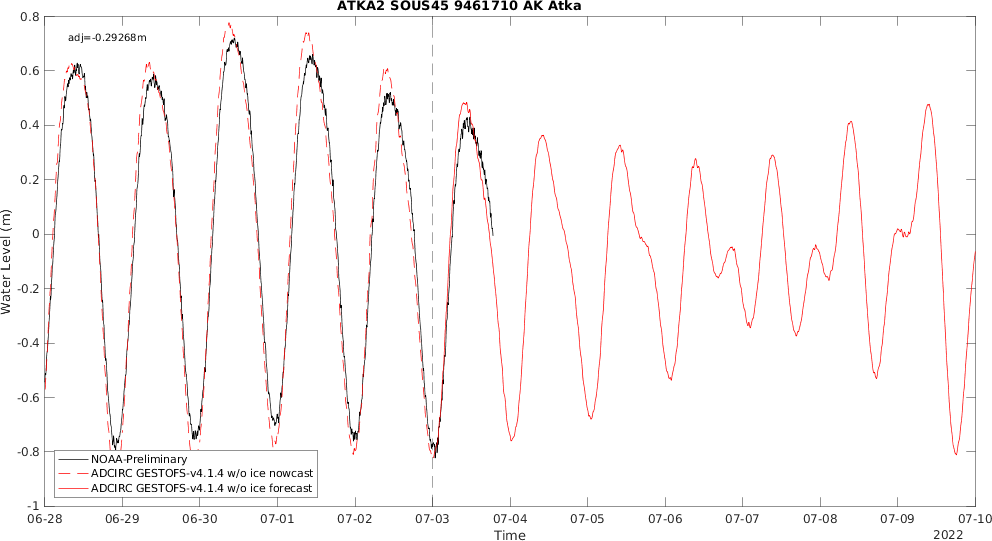 ATKA2 SOUS45 9461710 AK Atka
adj=-0.29268m
0.8
0.6
0.4
0.2
0
-0.2
-0.4
-0.6
-0.8
-1
Water Level (m)
NOAA-Preliminary
ADCIRC GESTOFS-v4.1.4 w/o ice nowcast
ADCIRC GESTOFS-v4.1.4 w/o ice forecast
06-28 06-29 06-30 07-01 07-02 07-03 07-04 07-05 07-06 07-07 07-08 07-09 07-10
Time
2022